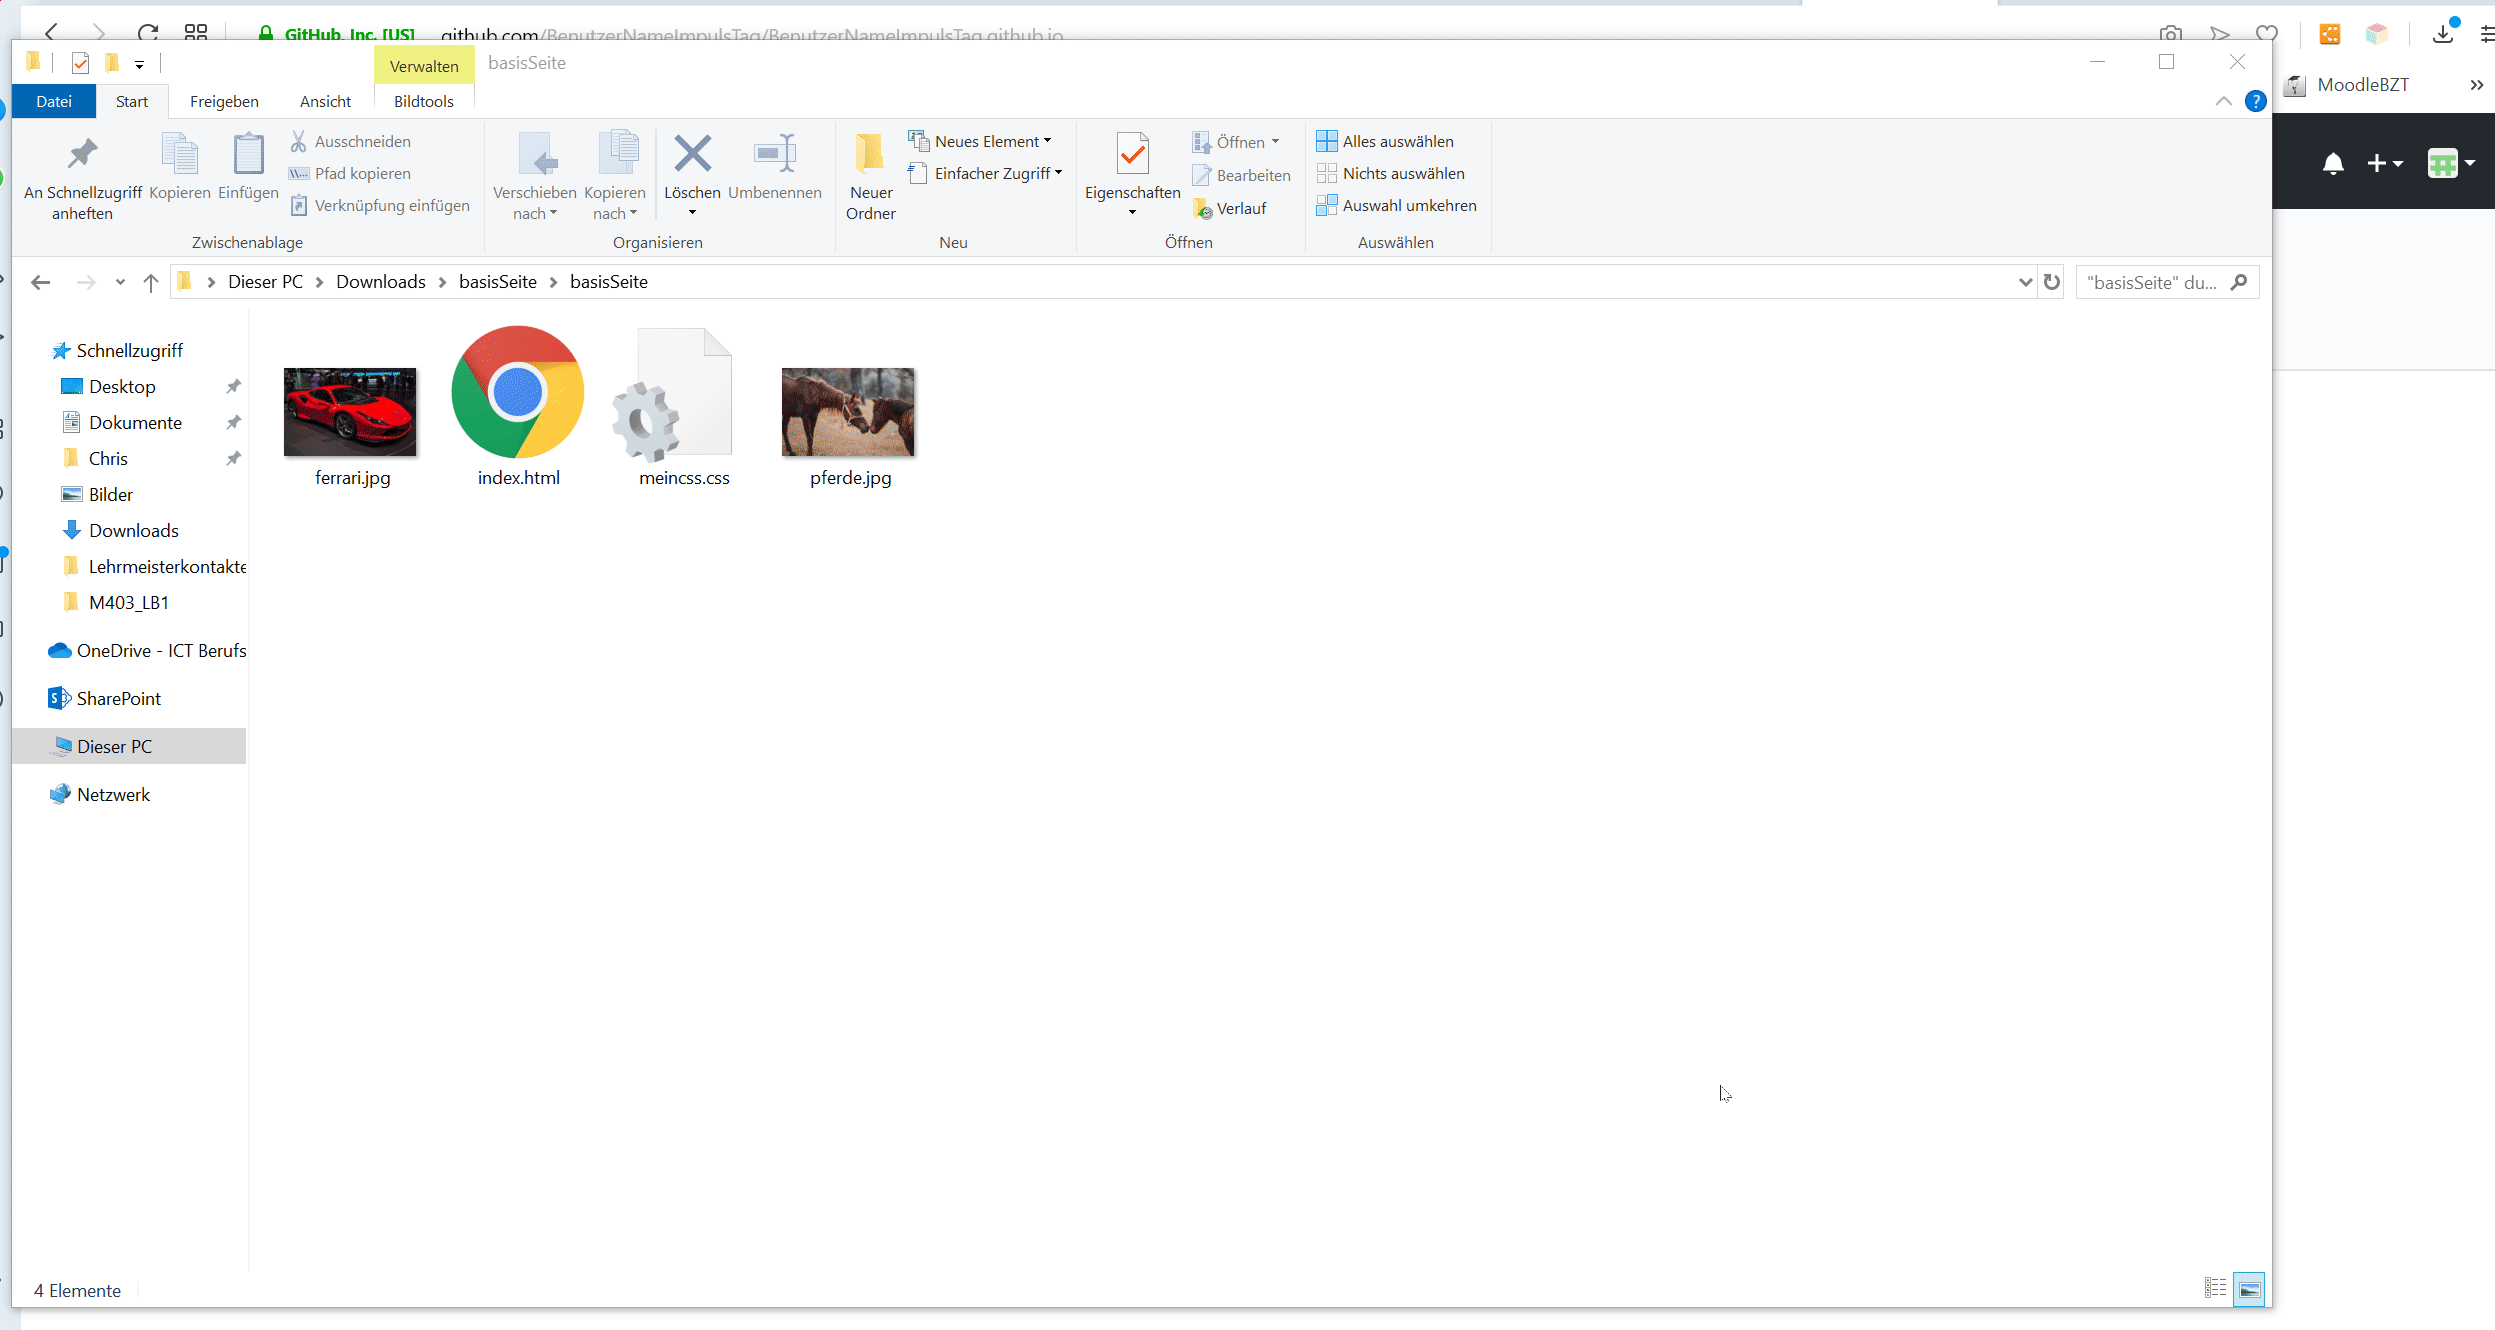 GitHub, Inc. [US] github.com/BenutzerNameImpulsTag/BenutzerNameImpulsTag.github.io
Verwalten basisSeite
MoodleBZT
Datei Start Freigeben Ansicht Bildtools
An Schnellzugriff anheften
Kopieren
Einfügen
Ausschneiden
Pfad kopieren
Verknüpfung einfügen
Zwischenablage
Verschieben nach
Kopieren nach
Löschen
Umbenennen
Organisieren
Neuer Ordner
Neues Element
Einfacher Zugriff
Neu
Eigenschaften
Öffnen
Bearbeiten
Verlauf
Öffnen
Alles auswählen
Nichts auswählen
Auswahl umkehren
Auswählen
Dieser PC > Downloads > basisSeite > basisSeite
"basisSeite" du...
Schnellzugriff
Desktop
Dokumente
Chris
Bilder
Downloads
Lehrmeisterkontakte
M403_LB1
OneDrive - ICT Berufs
SharePoint
Dieser PC
Netzwerk
ferrari.jpg
index.html
meincss.css
pferde.jpg
4 Elemente